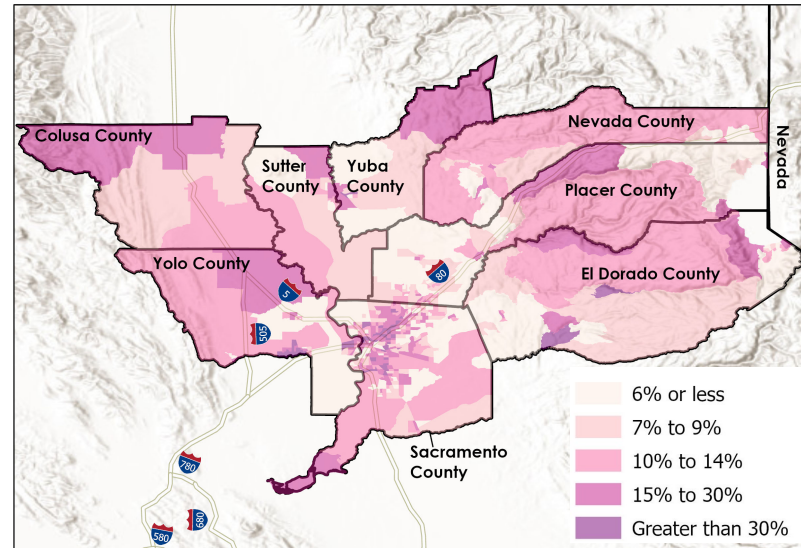 Colusa County
Sutter
County
Yuba
County
Nevada County
Nevada
Placer County
Yolo County
El Dorado County
80
5
505
Sacramento
County
780
680
580
6% or less
7% to 9%
10% to 14%
15% to 30%
Greater than 30%